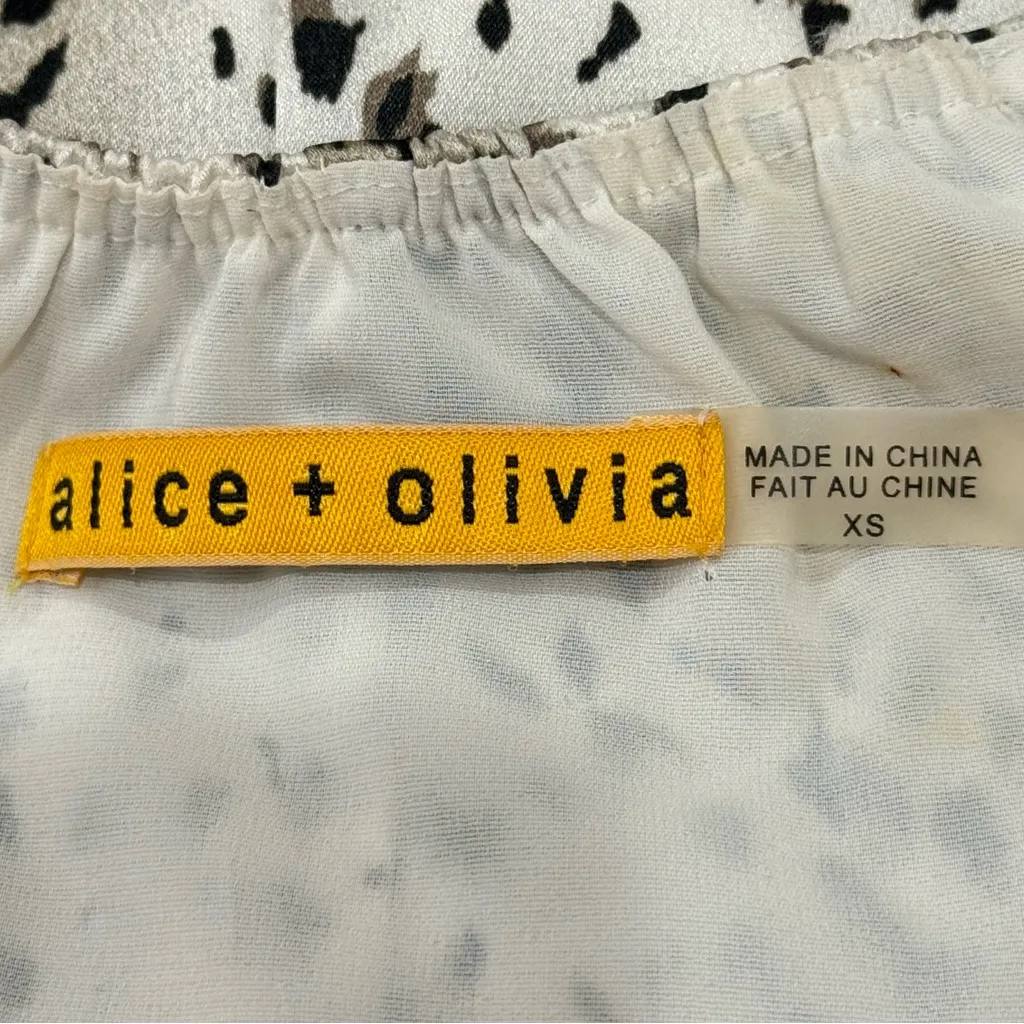 alice + olivia
MADE IN CHINA
FAIT AU CHINE
XS